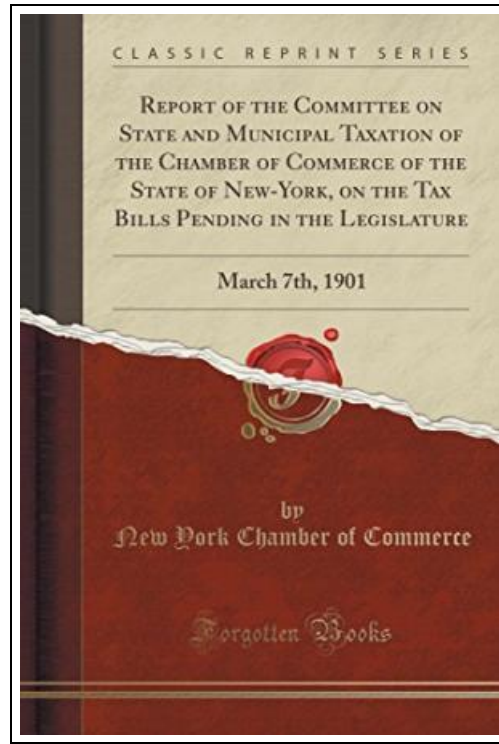 CLASSIC REPRINT SERIES
REPORT OF THE COMMITTEE ON
STATE AND MUNICIPAL TAXATION OF
THE CHAMBER OF COMMERCE OF THE
STATE OF NEW-YORK, ON THE TAX
BILLS PENDING IN THE LEGISLATURE
March 7th, 1901
by
New York Chamber of Commerce
Forgotten Books